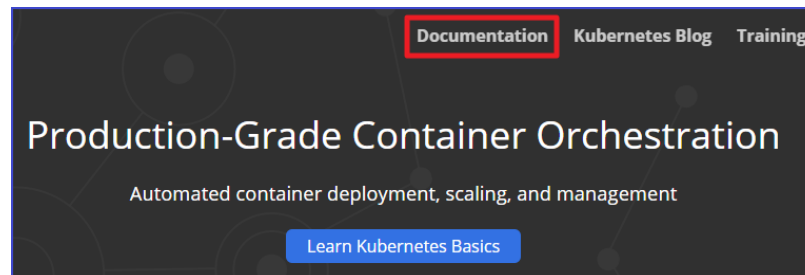 Documentation Kubernetes Blog Training
Production-Grade Container Orchestration
Automated container deployment, scaling, and management
Learn Kubernetes Basics